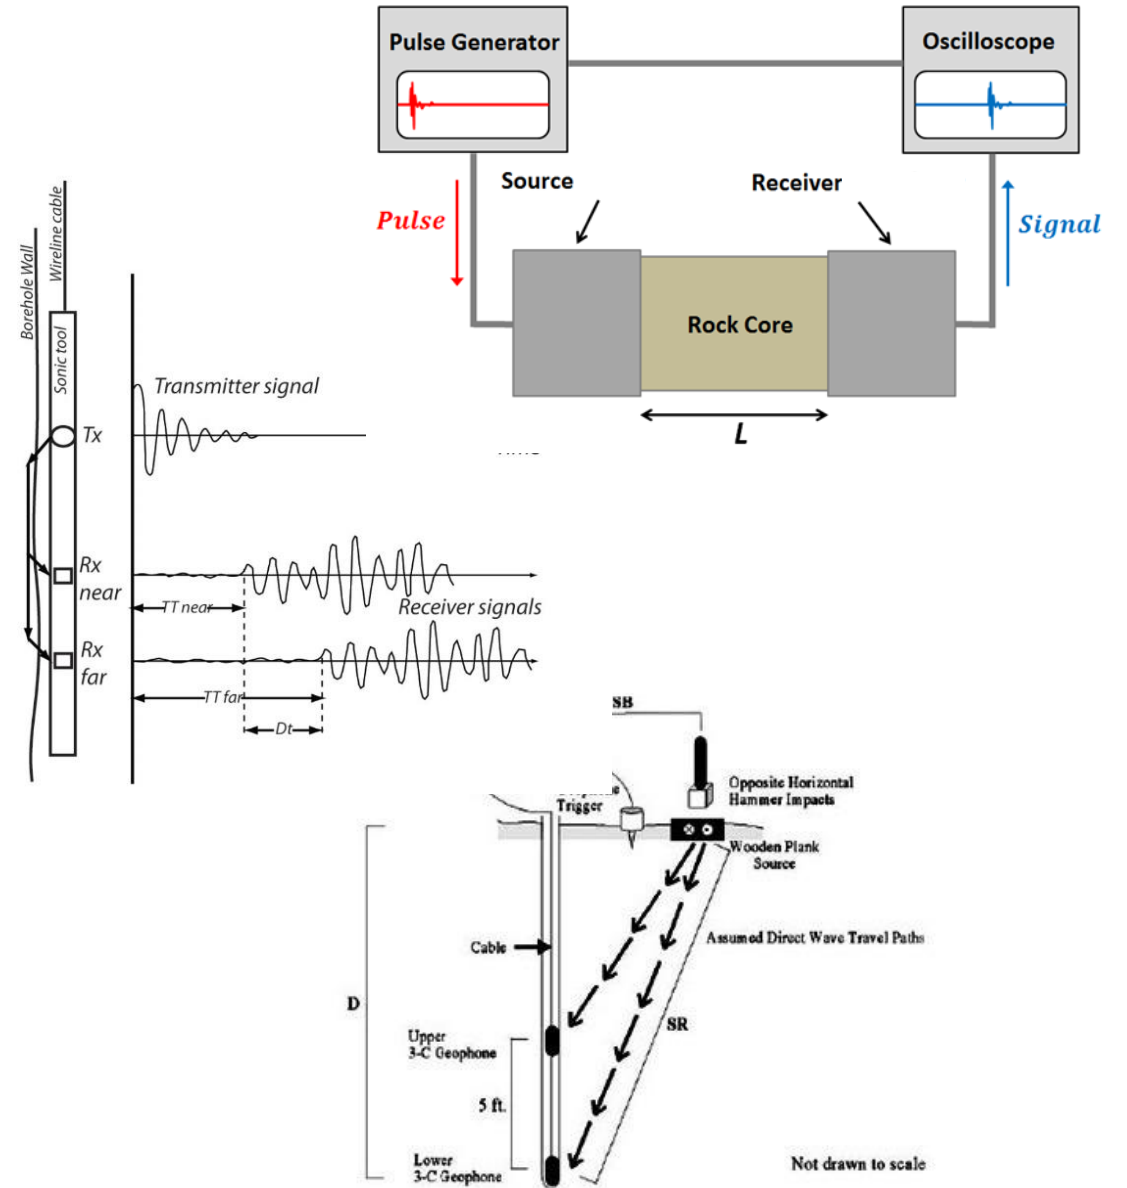 Pulse Generator
Oscilloscope
Source
Receiver
Pulse
Signal
Rock Core
L
Wireline cable
Borehole Wall
Sonic tool
Transmitter signal
Tx
Rx
near
TT near
Receiver signals
Rx
far
TT far
Dt
SB
Opposite Horizontal
Hammer Impacts
Trigger
Wooden Plank
Source
Cable
Assumed Direct Wave Travel Paths
D
SR
Upper
3-C Geophone
5 ft.
Lower
3-C Geophone
Not drawn to scale